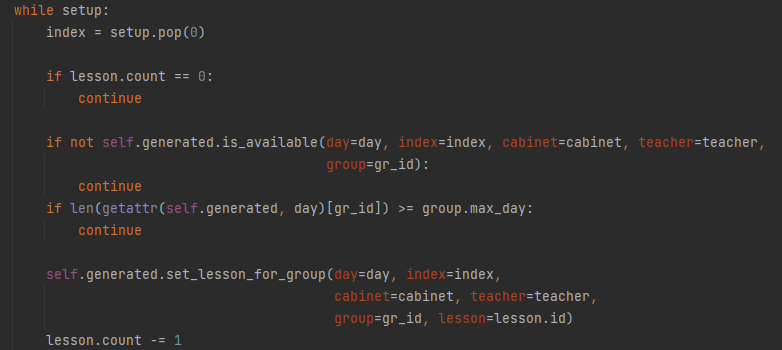 while setup:
    index = setup.pop(0)
    if lesson.count == 0:
        continue
    if not self.generated.is_available(day=day, index=index, cabinet=cabinet, teacher=teacher,
                                       group=gr_id):
        continue
    if len(getattr(self.generated, day)[gr_id]) >= group.max_day:
        continue
    self.generated.set_lesson_for_group(day=day, index=index,
                                        cabinet=cabinet, teacher=teacher,
                                        group=gr_id, lesson=lesson.id)
    lesson.count -= 1